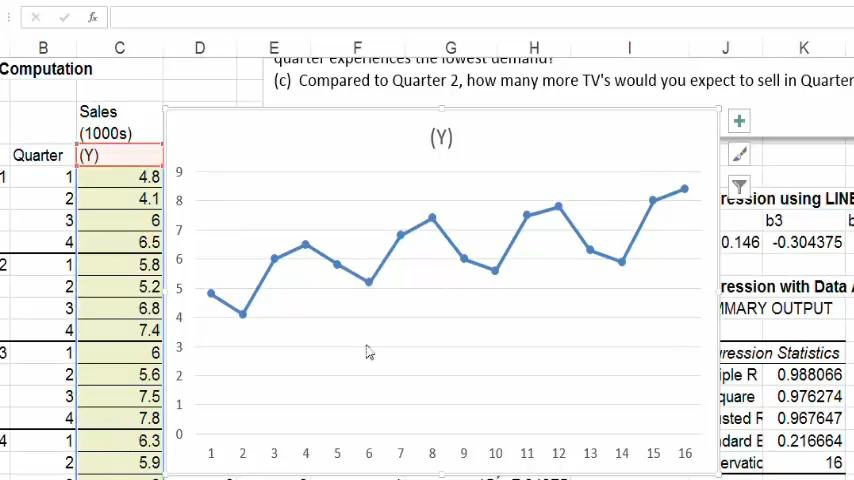 fx
B C D E F G H I J K
quarter experiences the lowest demand?
Computation
(c) Compared to Quarter 2, how many more TV's would you expect to sell in Quarter
Sales
(1000s)
Quarter (Y)
1 1 4.8
2 4.1
3 6
4 6.5
2 1 5.8
2 5.2
3 6.8
4 7.4
3 1 6
2 5.6
3 7.5
4 7.8
4 1 6.3
2 5.9
(Y)
9
8
7
6
5
4
3
2
1
0
1 2 3 4 5 6 7 8 9 10 11 12 13 14 15 16
ression using LINE
b3
0.146 -0.304375
ression with Data A
MMARY OUTPUT
gression Statistics
iple R 0.988066
quare 0.976274
usted R 0.967647
ndard E 0.216664
ervatic 16